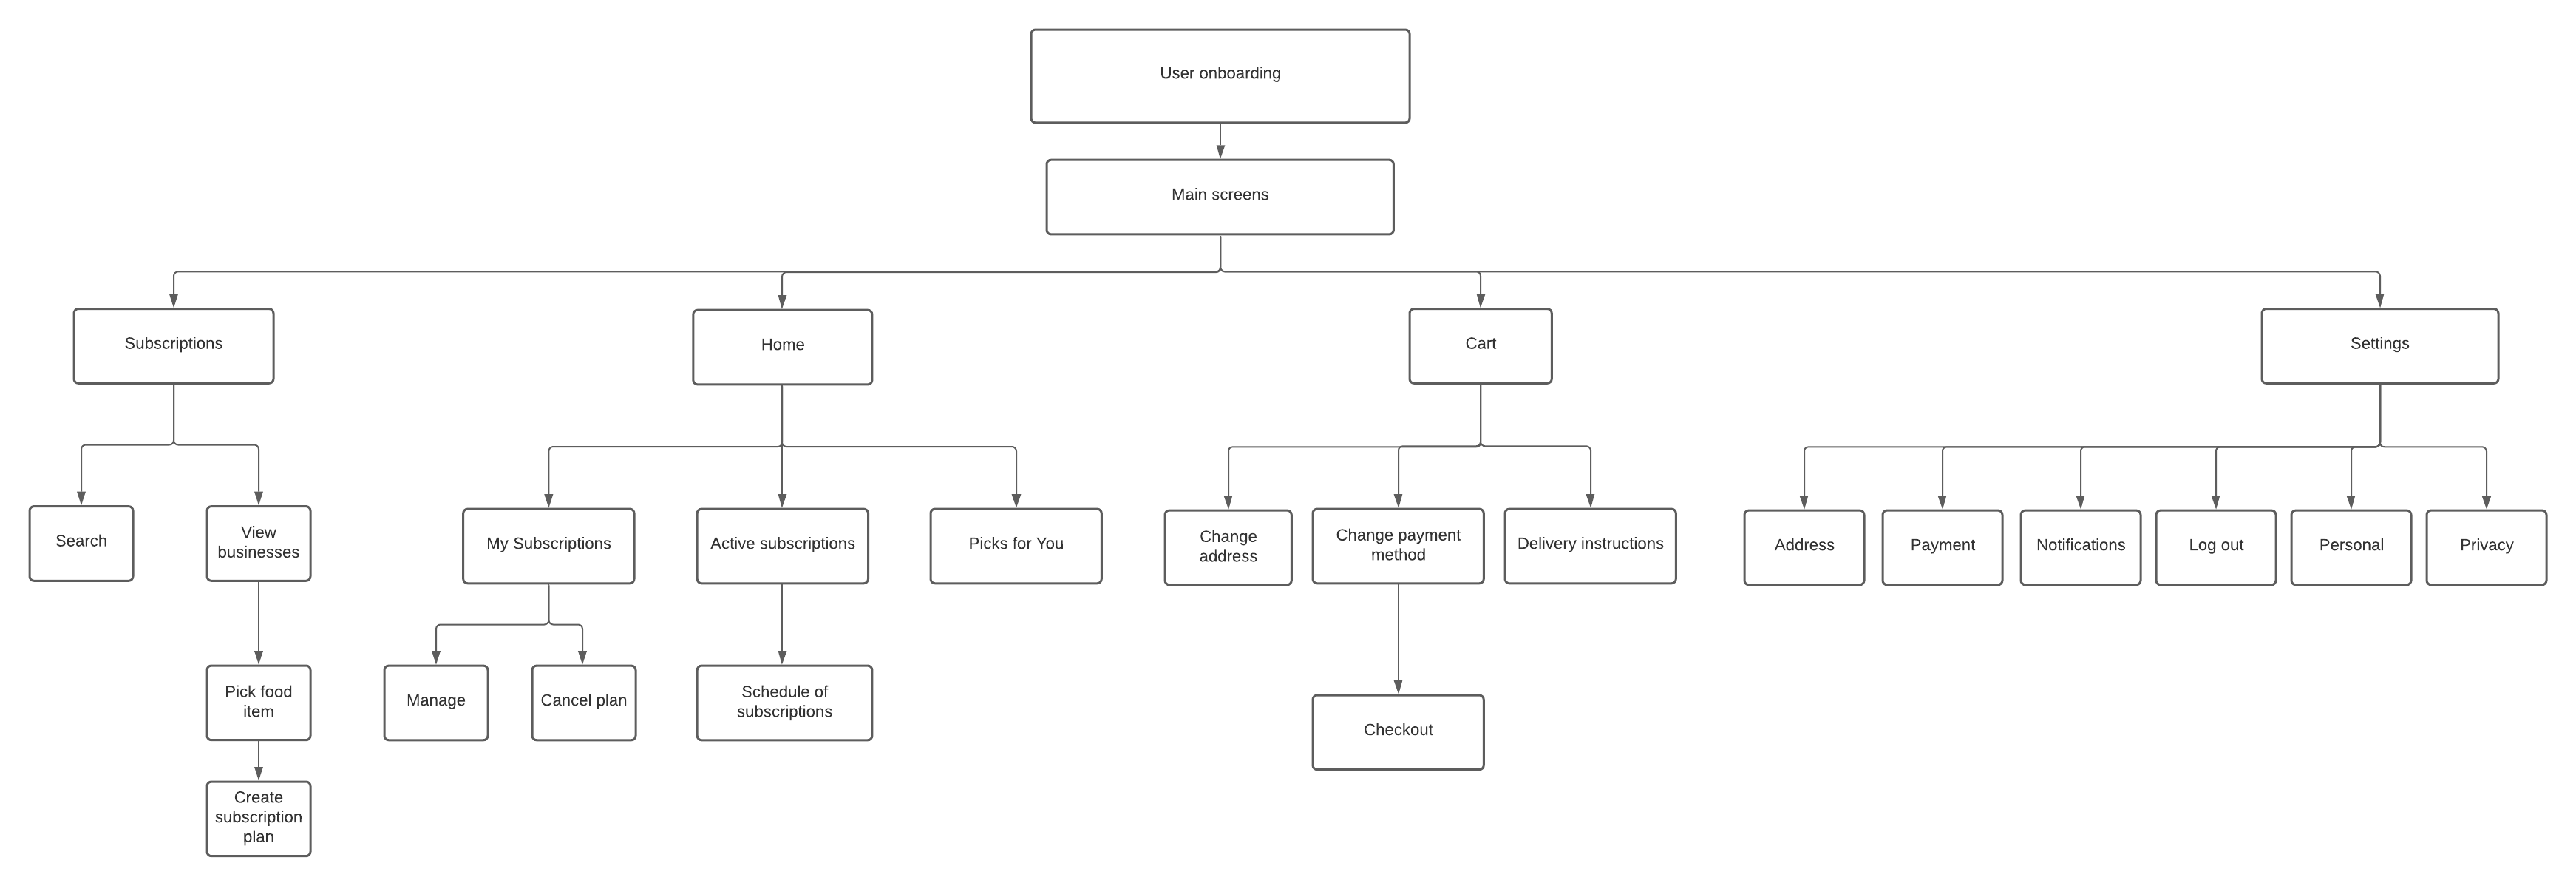 User onboarding
Main screens
Subscriptions
Home
Cart
Settings
Search
View
businesses
My Subscriptions
Active subscriptions
Picks for You
Change
address
Change payment
method
Delivery instructions
Address
Payment
Notifications
Log out
Personal
Privacy
Pick food
item
Manage
Cancel plan
Schedule of
subscriptions
Checkout
Create
subscription
plan